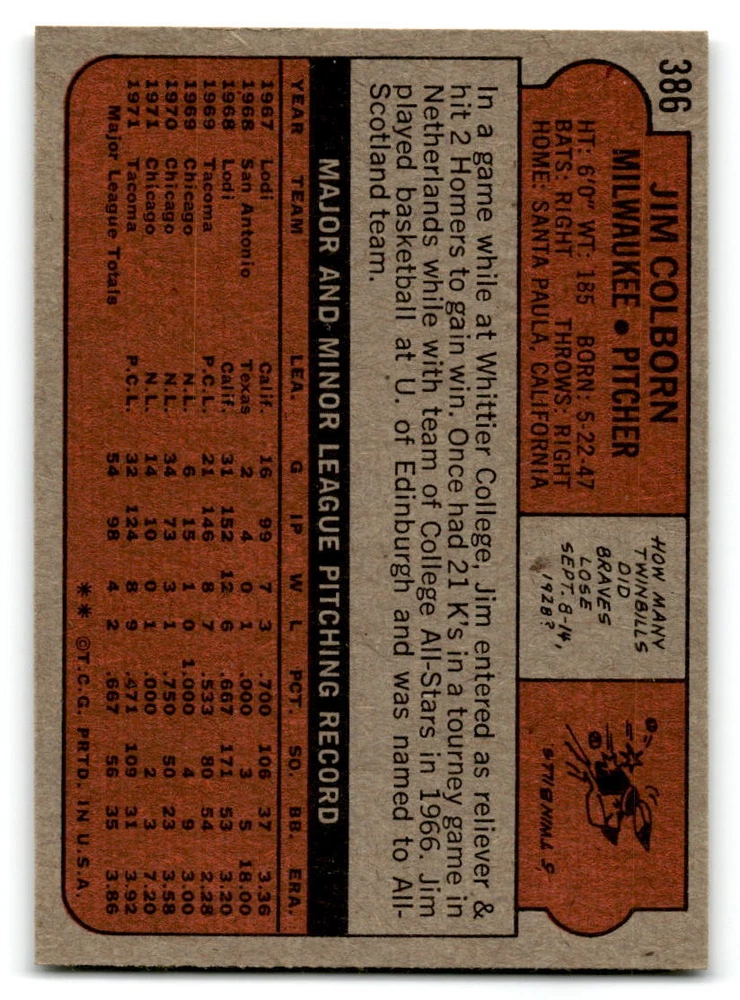 386
JIM COLBORN
MILWAUKEE • PITCHER
HT: 6'0" WT: 185 BORN: 5-22-47
BATS: RIGHT THROWS: RIGHT
HOME: SANTA PAULA, CALIFORNIA
HOW MANY
TWINBILLS
DID
BRAVES
LOSE
SEPT. 8-14,
1928?
5 TWINBILLS
In a game while at Whittier College, Jim entered as reliever &
hit 2 Homers to gain win. Once had 21 K's in a tourney game in
Netherlands while with team of College All-Stars in 1966. Jim
played basketball at U. of Edinburgh and was named to All-
Scotland team.
MAJOR AND MINOR LEAGUE PITCHING RECORD
YEAR TEAM LEA. G IP W L PCT. SO. BB. ERA.
1967 Lodi Calif. 16 99 7 3 .700 106 37 3.36
1968 San Antonio Texas 2 4 0 1 .000 3 5 18.00
1968 Lodi Calif. 31 152 12 6 .667 171 53 3.20
1969 Tacoma P.C.L. 21 146 8 7 .533 80 54 2.28
1969 Chicago N.L. 6 15 1 0 1.000 4 9 3.00
1970 Chicago N.L. 34 73 3 1 .750 50 23 3.58
1971 Chicago N.L. 14 10 0 1 .000 2 3 7.20
1971 Tacoma P.C.L. 32 124 8 9 .471 109 31 3.92
Major League Totals 54 98 4 2 .667 56 35 3.86
** ©T.C.G. PRTD. IN U.S.A.